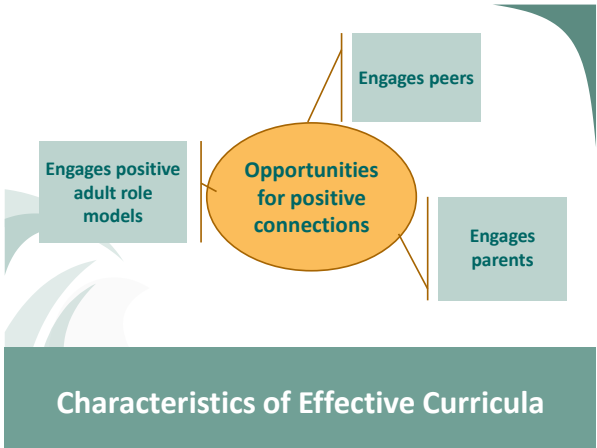 Engages peers
Engages positive
adult role
models
Opportunities
for positive
connections
Engages
parents
Characteristics of Effective Curricula